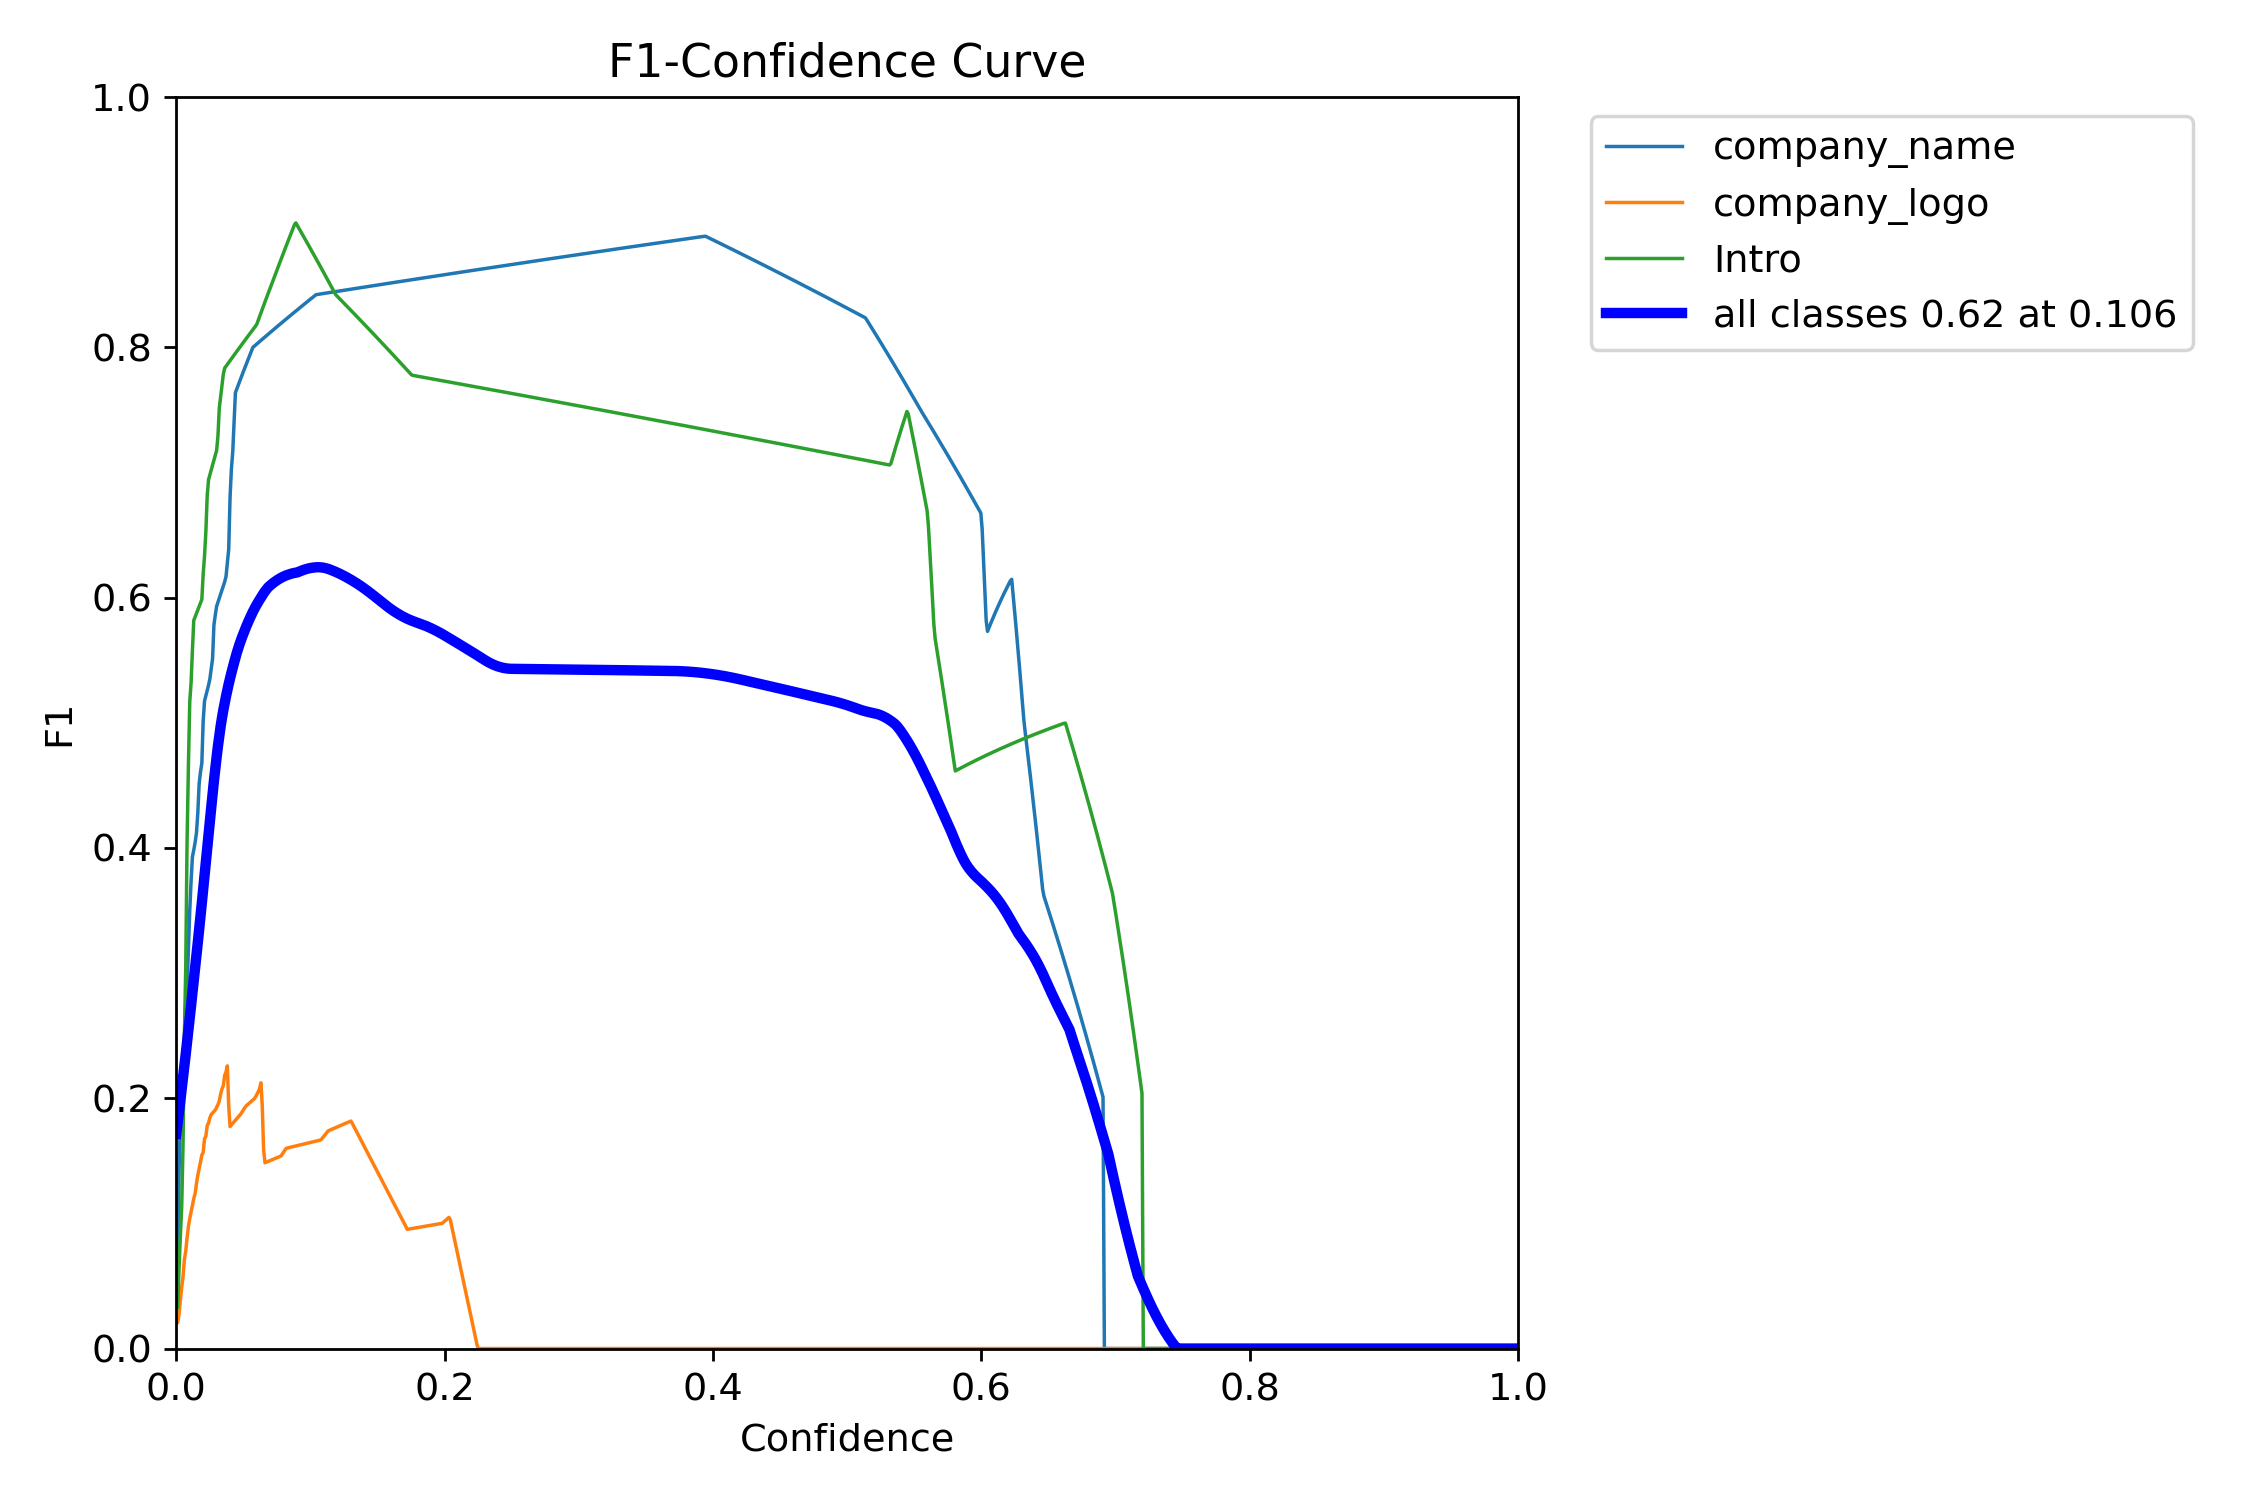 F1-Confidence Curve
1.0
0.8
0.6
0.4
0.2
0.0
F1
0.0 0.2 0.4 0.6 0.8 1.0
Confidence
company_name
company_logo
Intro
all classes 0.62 at 0.106